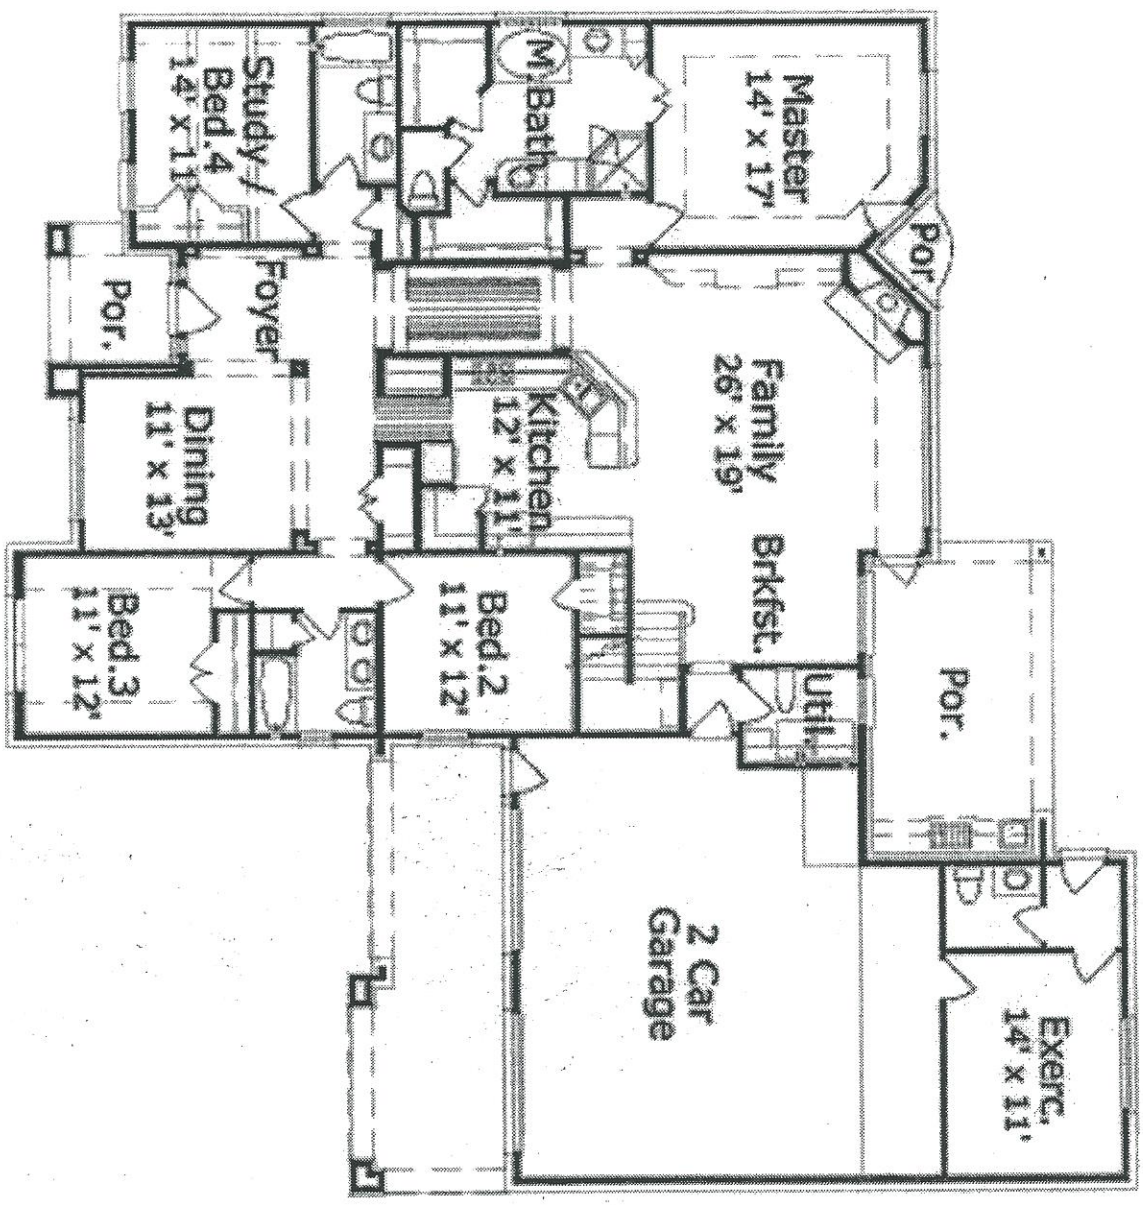 Master
14' x 17'
M.Bath
Study /
Bed.4
14' x 11'
Por
Family
26' x 19'
Foyer
Por.
Kitchen
12' x 11'
Dining
11' x 13'
Brkfst.
Bed.2
11' x 12'
Bed.3
11' x 12'
Util.
Por.
2 Car
Garage
Exerc.
14' x 11'